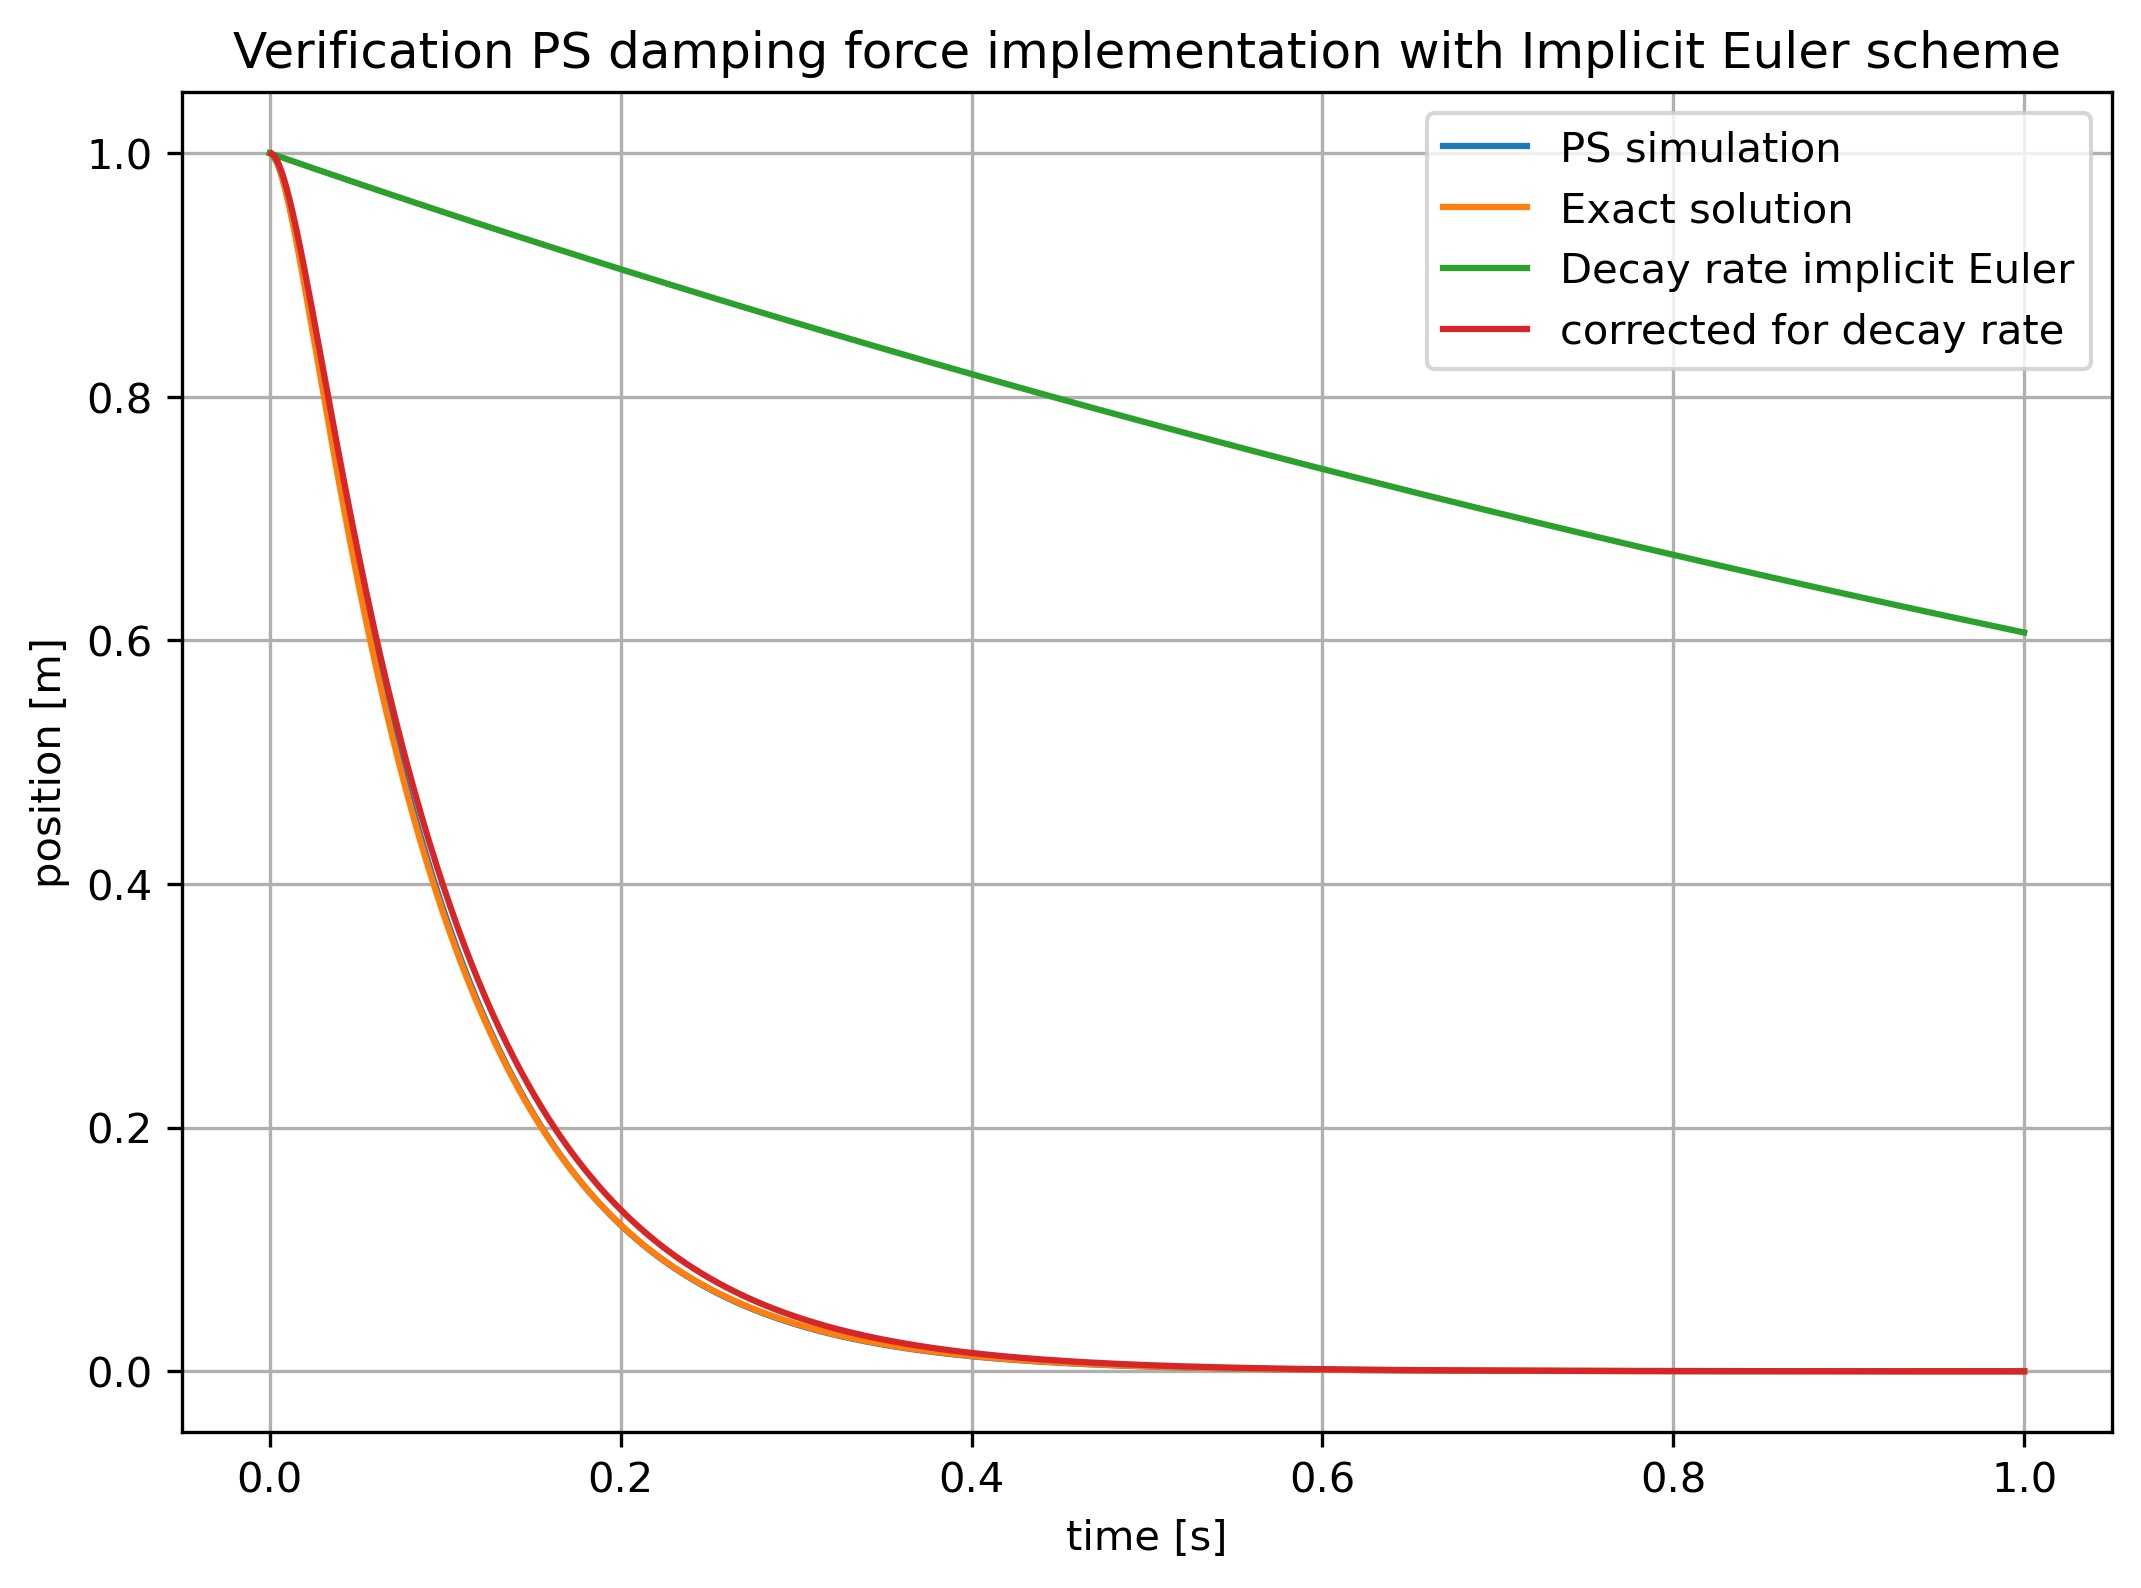 Verification PS damping force implementation with Implicit Euler scheme
PS simulation
Exact solution
Decay rate implicit Euler
corrected for decay rate
position [m]
1.0
0.8
0.6
0.4
0.2
0.0
0.0 0.2 0.4 0.6 0.8 1.0
time [s]